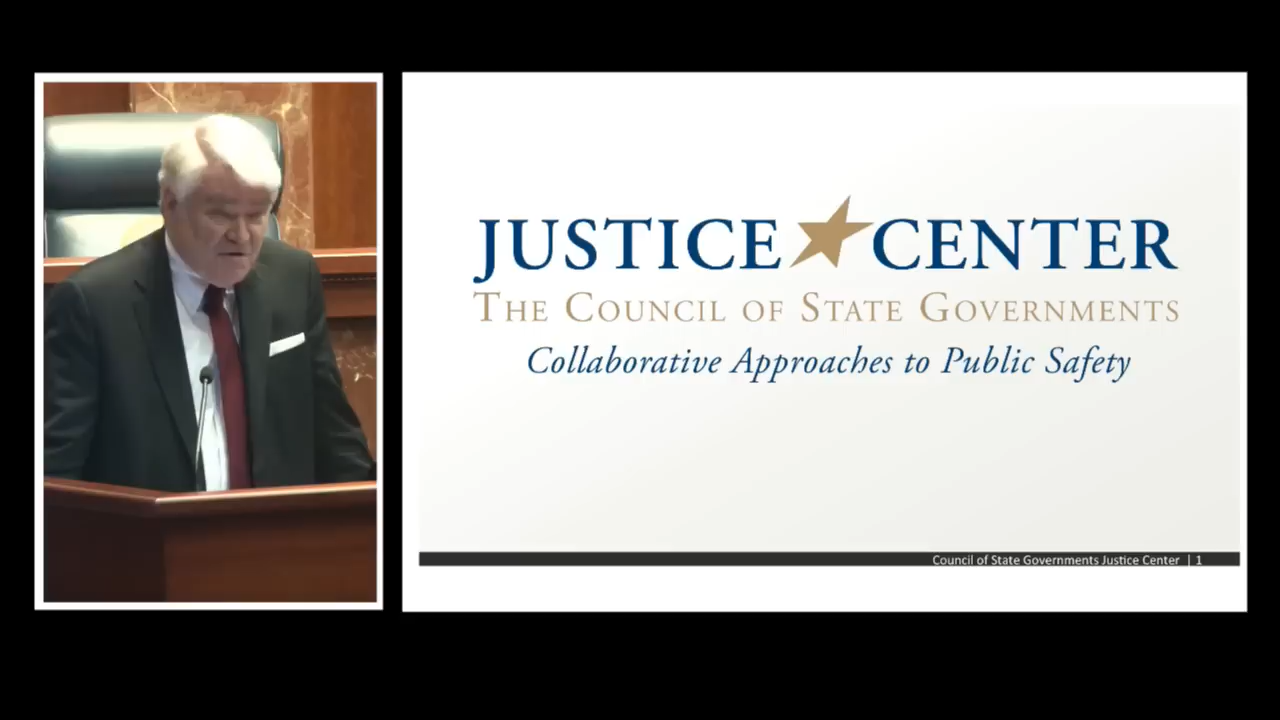 JUSTICE CENTER
THE COUNCIL OF STATE GOVERNMENTS
Collaborative Approaches to Public Safety
Council of State Governments Justice Center | 1